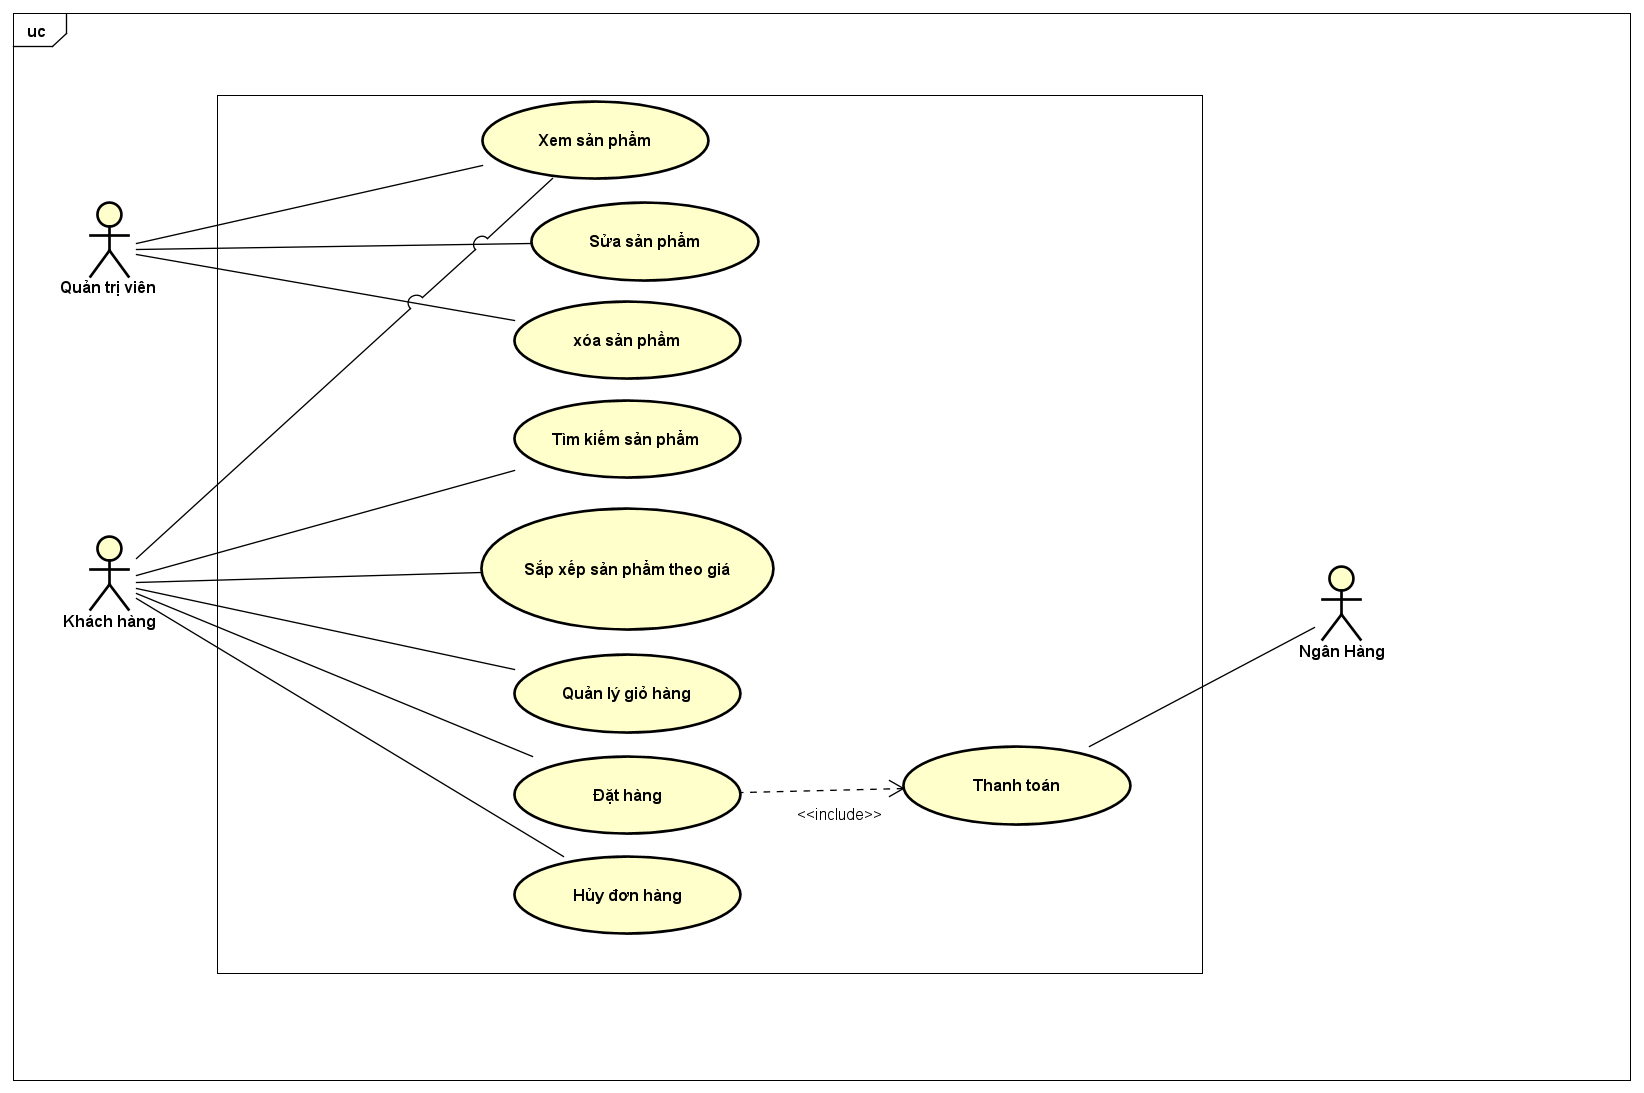 uc
Xem sản phẩm
Sửa sản phẩm
Quản trị viên
xóa sản phẩm
Tìm kiếm sản phẩm
Sắp xếp sản phẩm theo giá
Khách hàng
Ngân Hàng
Quản lý giỏ hàng
Đặt hàng
Thanh toán
<<include>>
Hủy đơn hàng